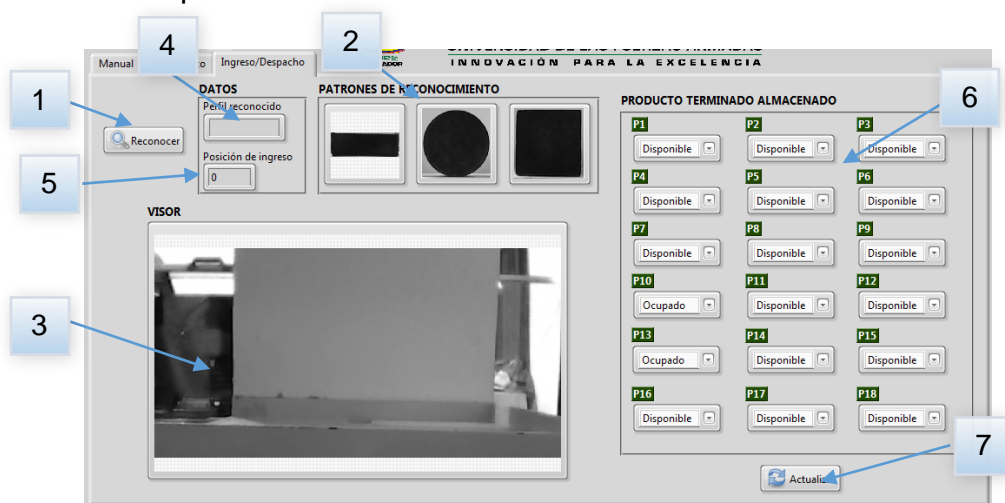 4
2
Manual
Ingreso/Despacho
INNOVACIÓN PARA LA EXCELENCIA
1
Reconocer
DATOS
Perfil reconocido
Posición de ingreso
0
5
PATRONES DE RECONOCIMIENTO
PRODUCTO TERMINADO ALMACENADO
6
P1 P2 P3
Disponible Disponible Disponible
P4 P5 P6
Disponible Disponible Disponible
P7 P8 P9
Disponible Disponible Disponible
P10 P11 P12
Ocupado Disponible Disponible
P13 P14 P15
Ocupado Disponible Disponible
P16 P17 P18
Disponible Disponible Disponible
VISOR
3
7